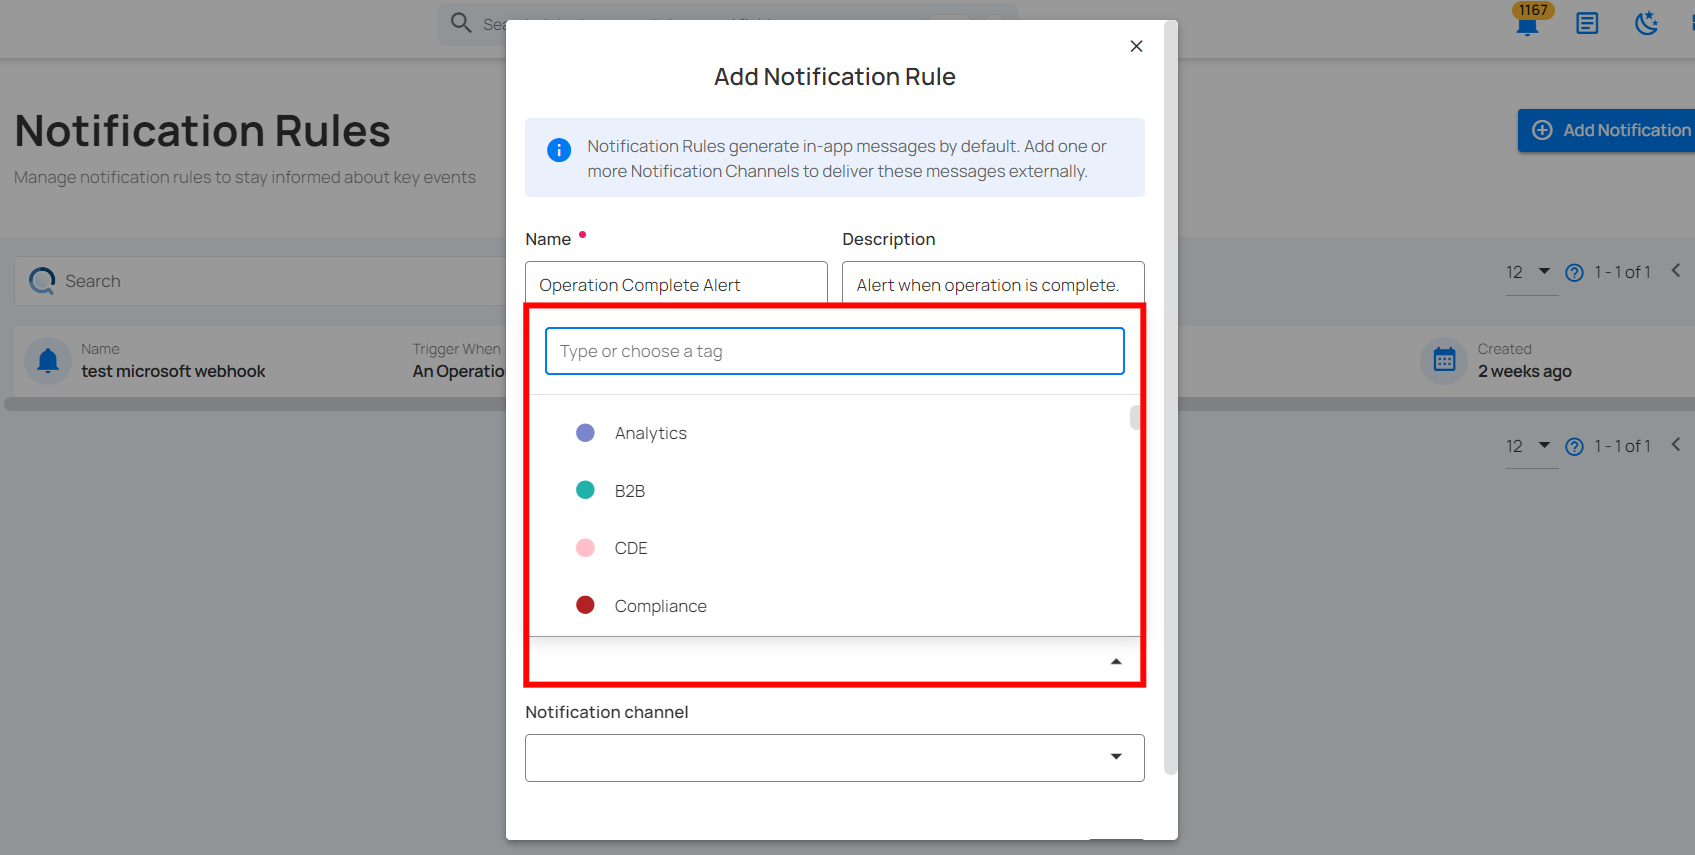 1167
Add Notification Rule
Notification Rules
Manage notification rules to stay informed about key events
Add Notification
Notification Rules generate in-app messages by default. Add one or
more Notification Channels to deliver these messages externally.
Name
Description
Operation Complete Alert
Alert when operation is complete.
Search
12
1 - 1 of 1
Name
test microsoft webhook
Trigger When
An Operatio
Created
2 weeks ago
Type or choose a tag
Analytics
B2B
CDE
Compliance
12
1 - 1 of 1
Notification channel